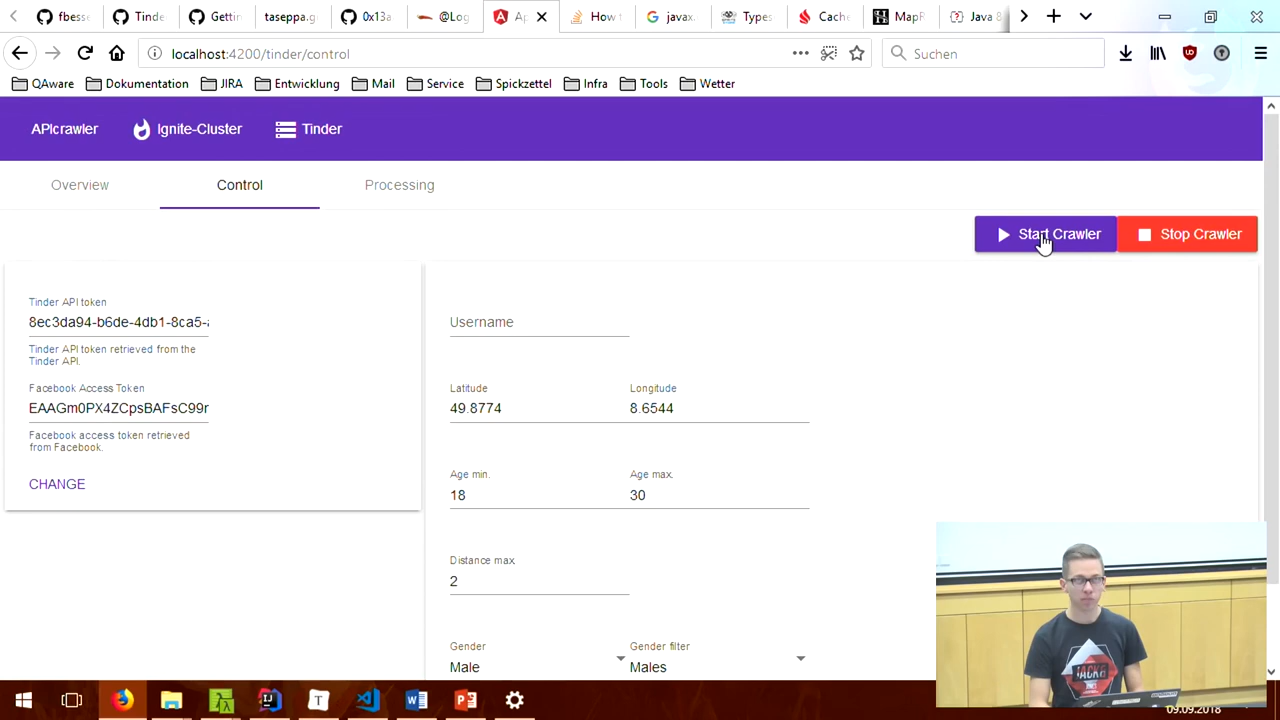 fbesse
Tinde
Gettin
taseppa.g
0x13a
@Log
Ap
How
javax.
Types
Cache
MapR
Java 8
localhost:4200/tinder/control
Suchen
QAware
Dokumentation
JIRA
Entwicklung
Mail
Service
Spickzettel
Infra
Tools
Wetter
APIcrawler
Ignite-Cluster
Tinder
Overview
Control
Processing
Start Crawler
Stop Crawler
Tinder API token
8ec3da94-b6de-4db1-8ca5-
Tinder API token retrieved from the
Tinder API.
Facebook Access Token
EAAGm0PX4ZCpsBAFsC99r
Facebook access token retrieved
from Facebook.
CHANGE
Username
Latitude
Longitude
49.8774
8.6544
Age min.
Age max.
18
30
Distance max.
2
Gender
Gender filter
Male
Males
09.09.2018